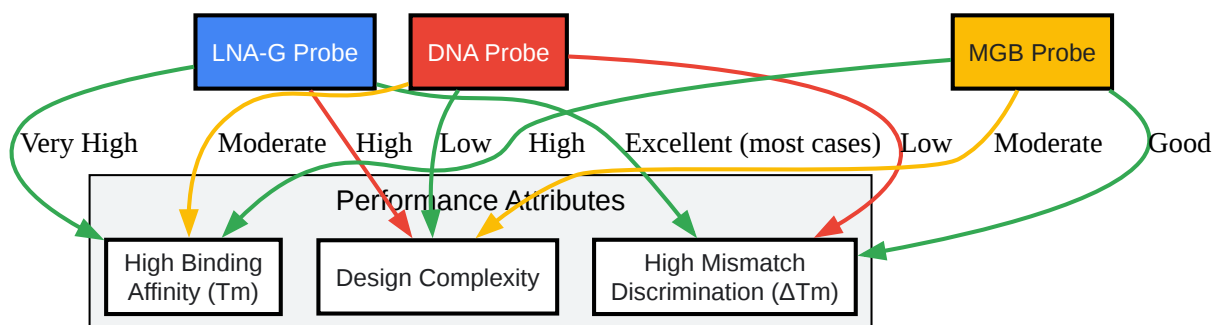 LNA-G Probe
DNA Probe
MGB Probe
Very High
Moderate
High
Low
High
Excellent (most cases)
Low
Moderate
Good
Performance Attributes
High Binding
Affinity (Tm)
Design Complexity
High Mismatch
Discrimination (ΔTm)